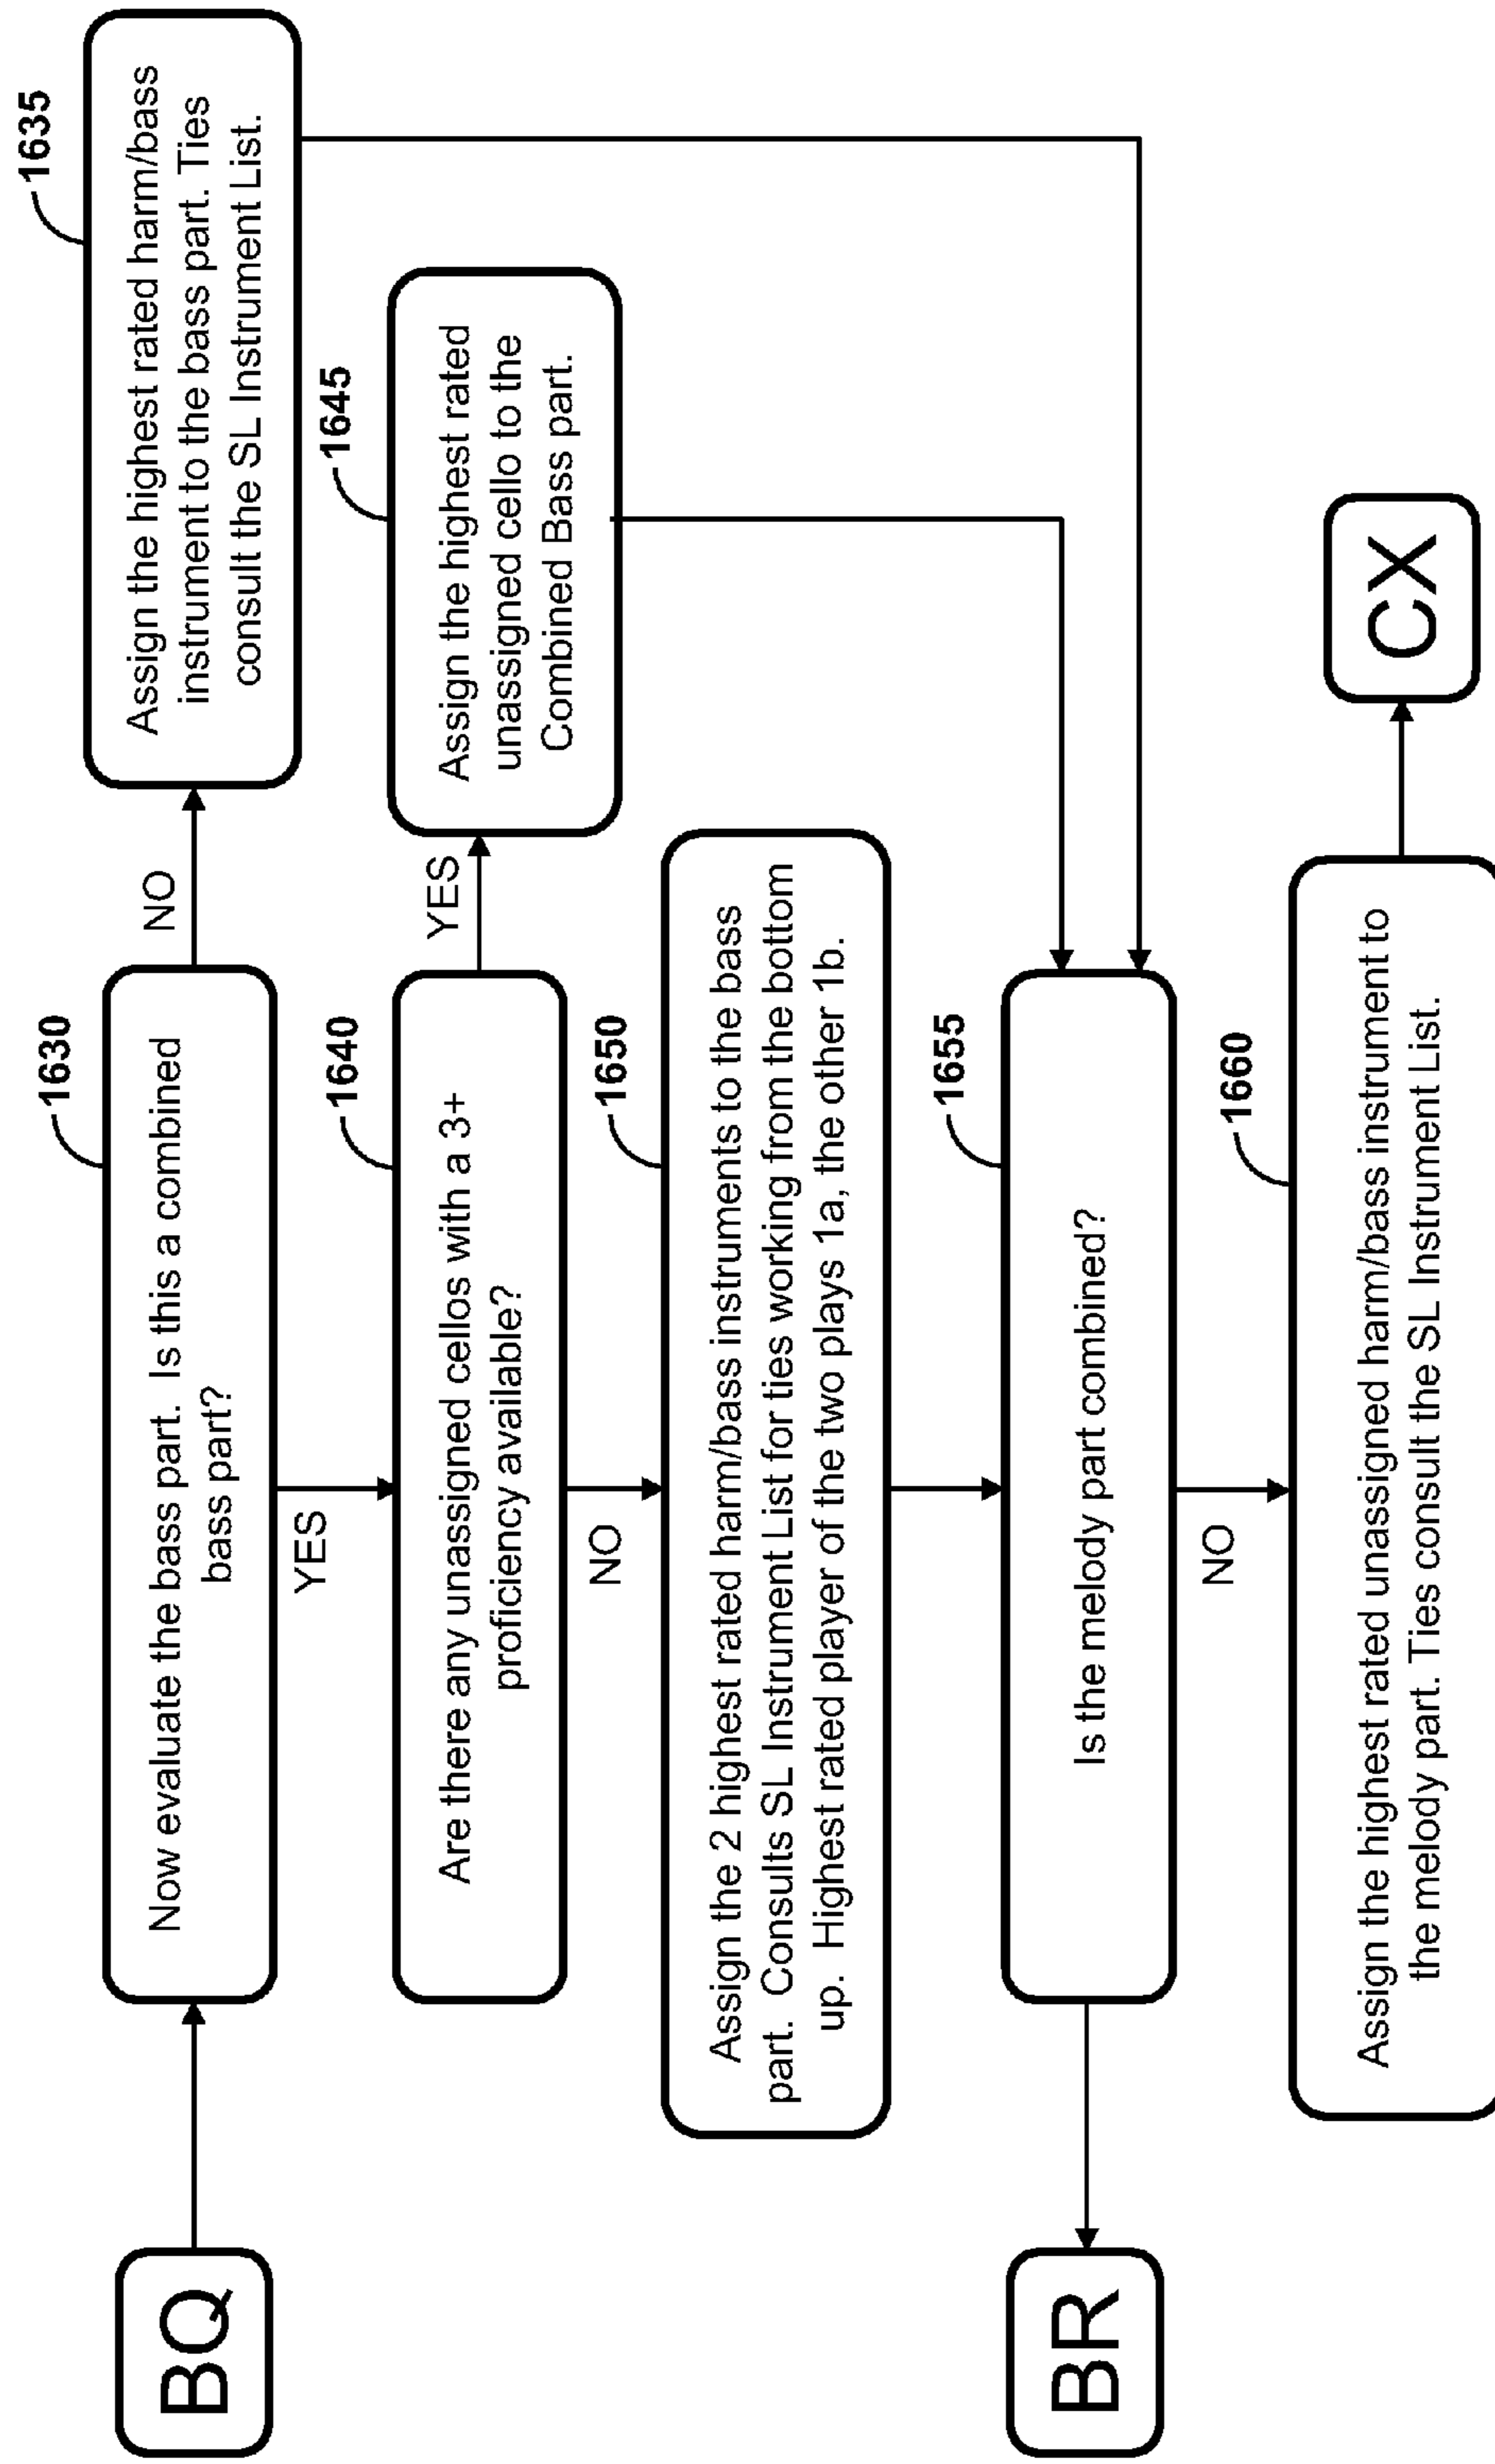 BQ
1630
Now evaluate the bass part. Is this a combined
bass part?
NO
1635
Assign the highest rated harm/bass
instrument to the bass part. Ties
consult the SL Instrument List.
YES
1640
Are there any unassigned cellos with a 3+
proficiency available?
YES
1645
Assign the highest rated
unassigned cello to the
Combined Bass part.
NO
1650
Assign the 2 highest rated harm/bass instruments to the bass
part. Consults SL Instrument List for ties working from the bottom
up. Highest rated player of the two plays 1a, the other 1b.
1655
Is the melody part combined?
BR
NO
1660
Assign the highest rated unassigned harm/bass instrument to
the melody part. Ties consult the SL Instrument List.
CX